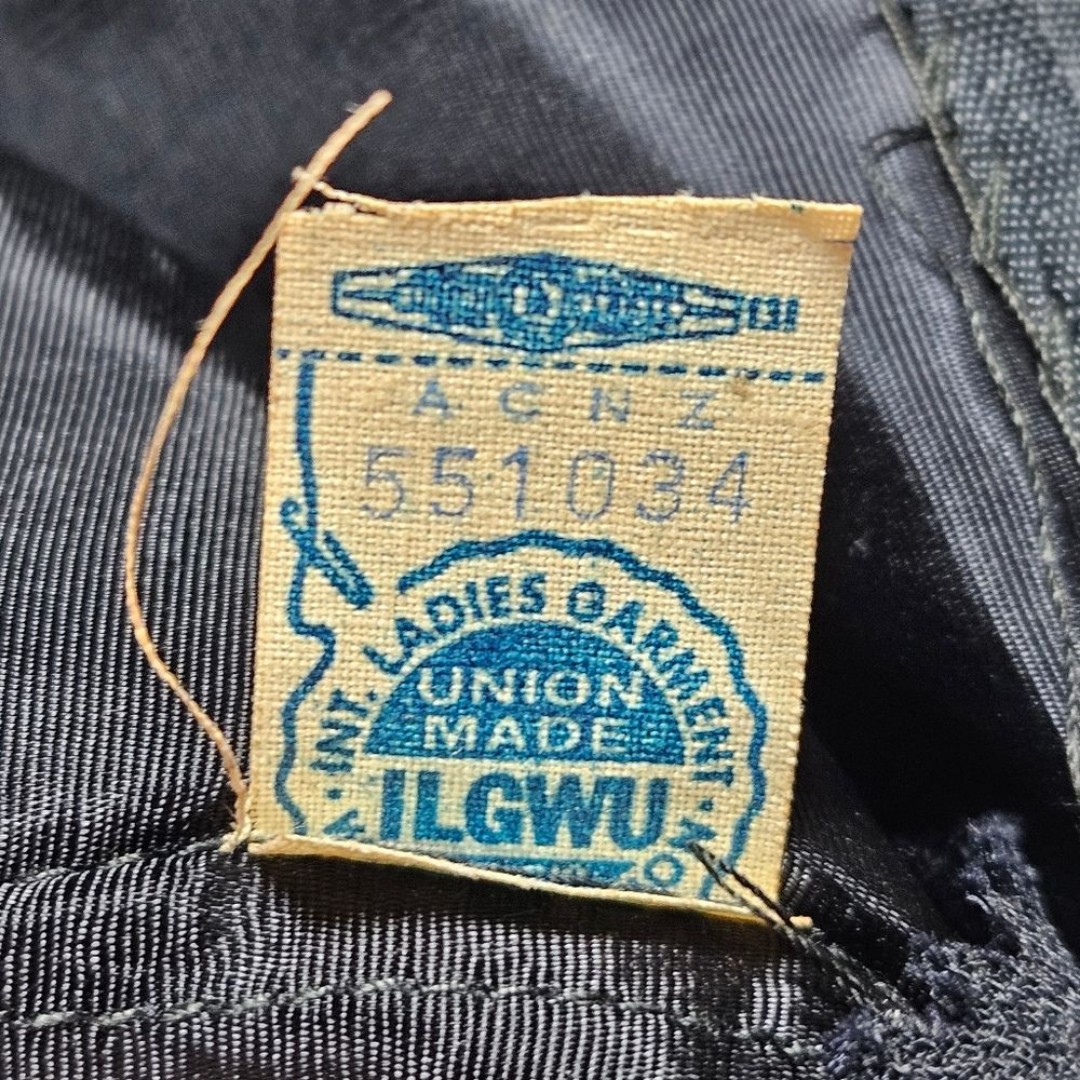 A C N Z
551034
INT. LADIES GARMENT
UNION
MADE
ILGWU